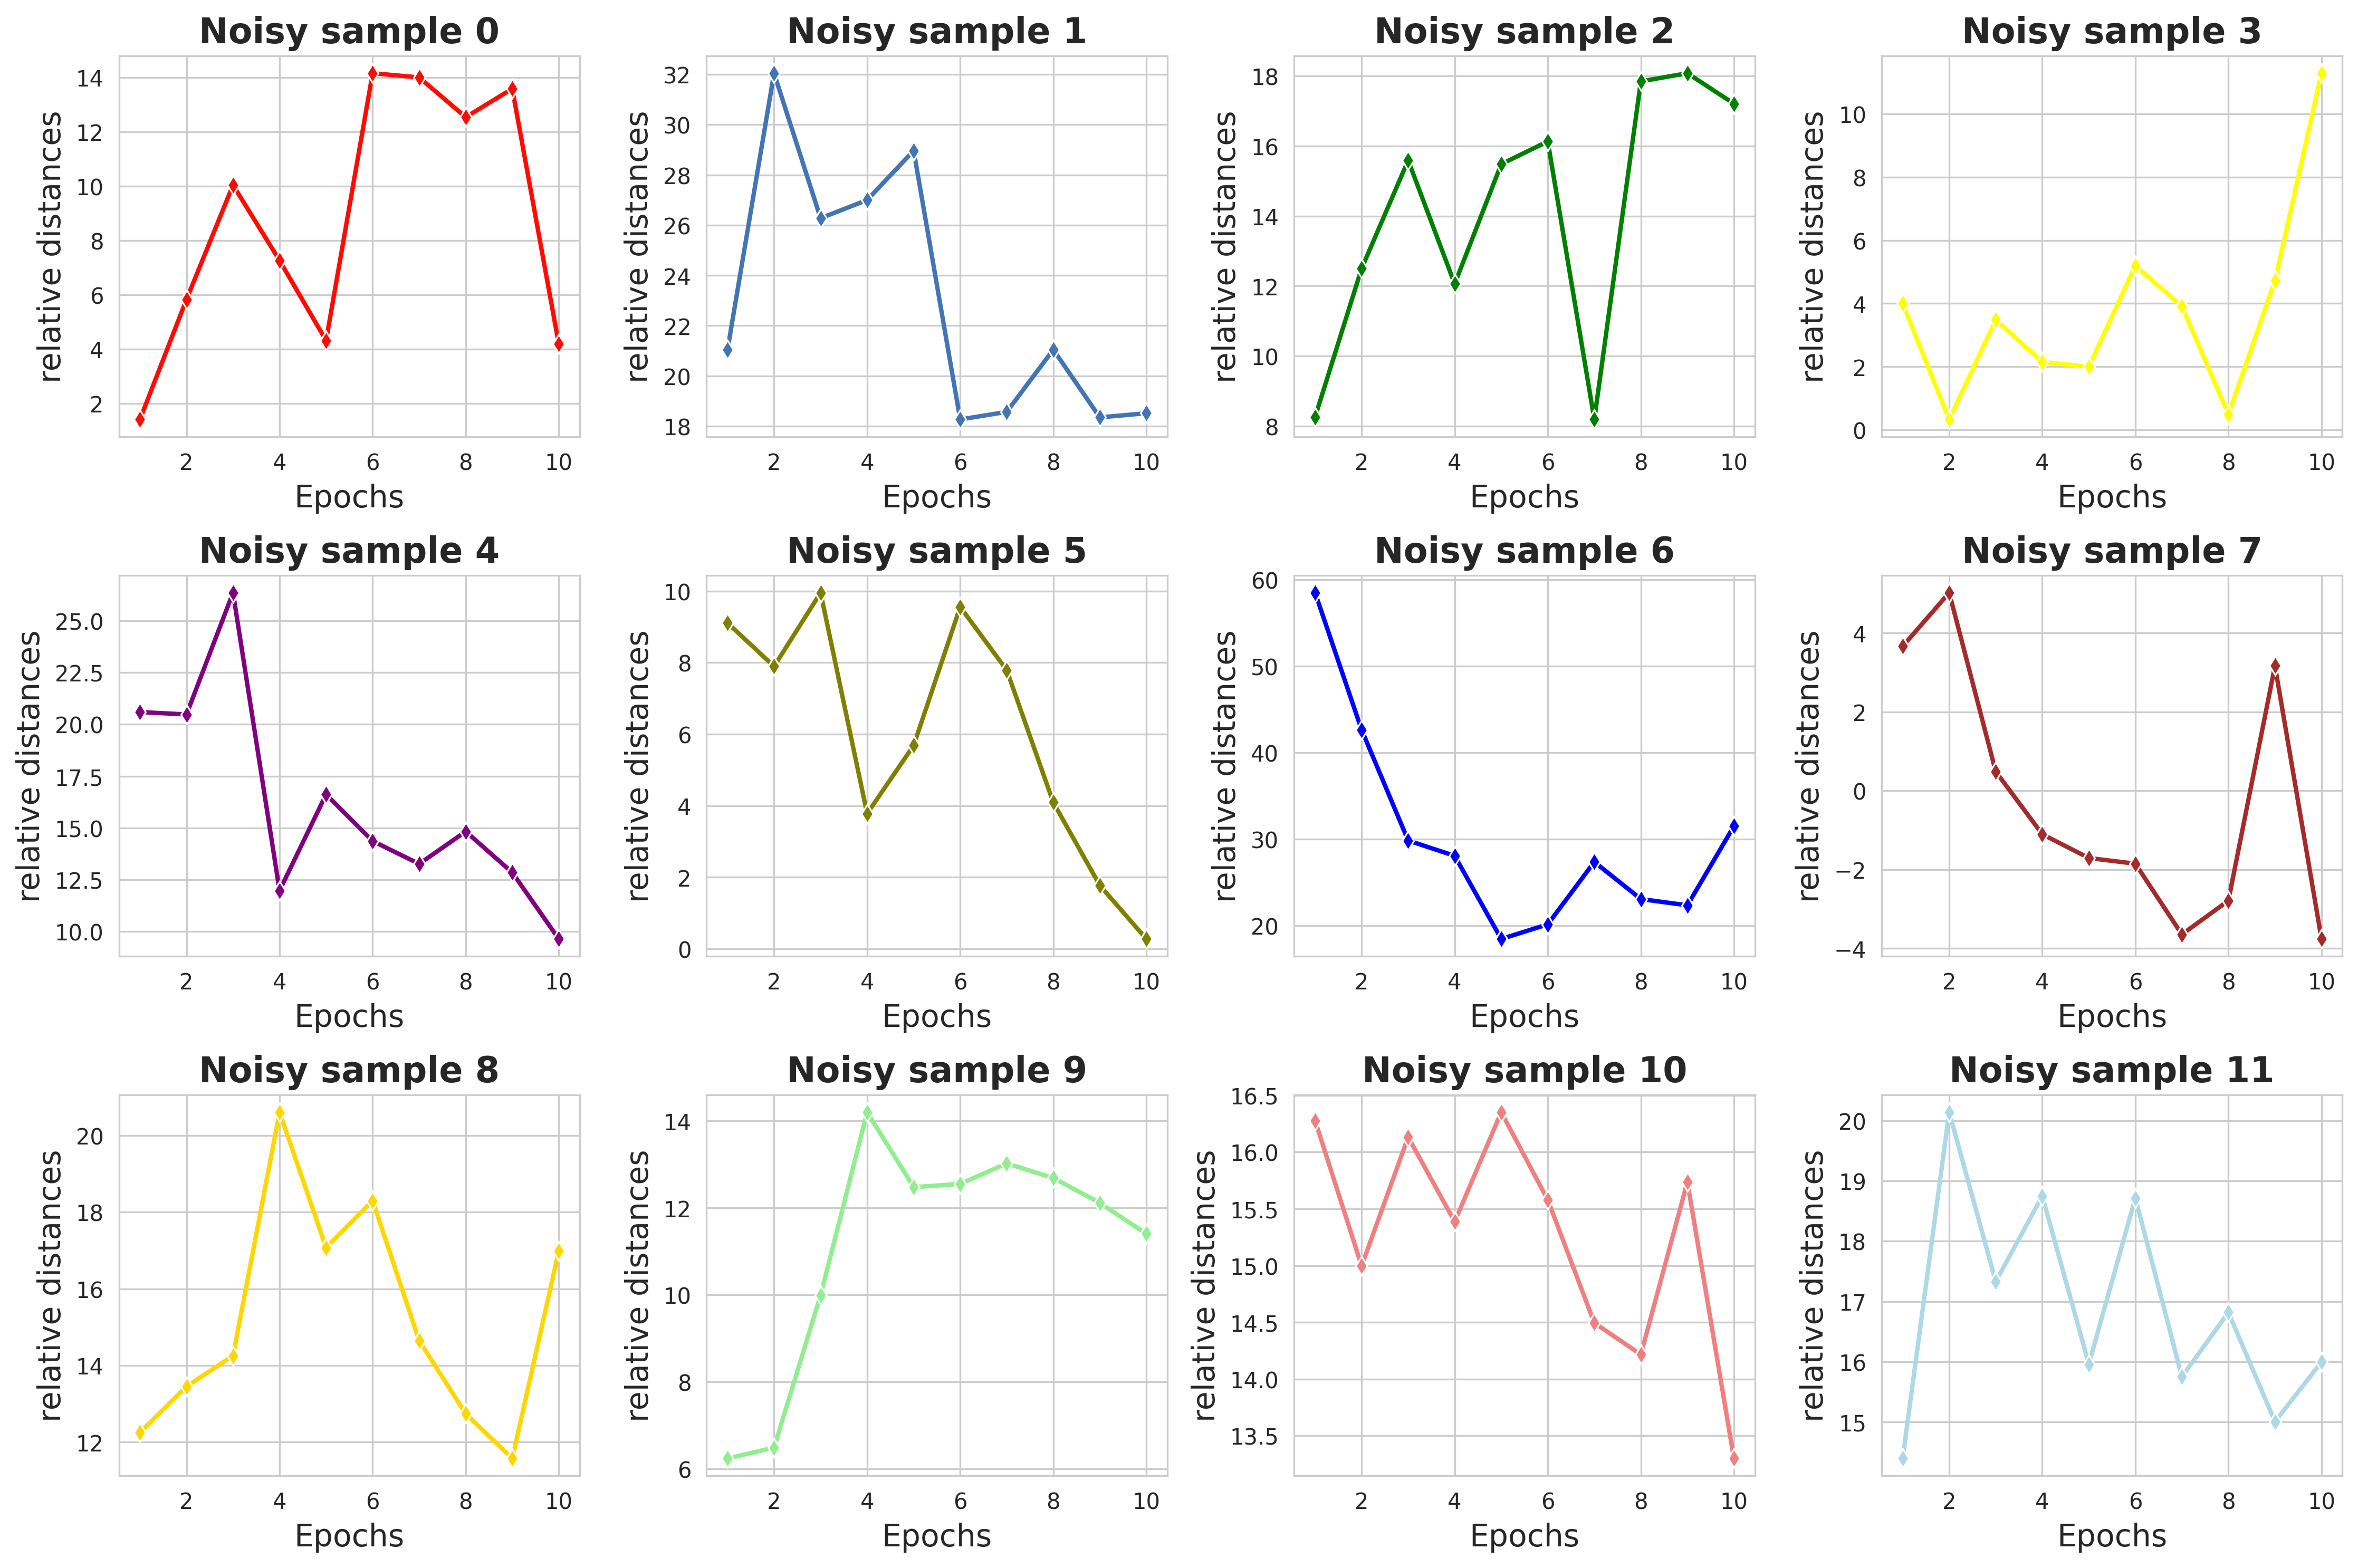 Noisy sample 0
relative distances
14
12
10
8
6
4
2
2 4 6 8 10
Epochs
Noisy sample 1
relative distances
32
30
28
26
24
22
20
18
2 4 6 8 10
Epochs
Noisy sample 2
relative distances
18
16
14
12
10
8
2 4 6 8 10
Epochs
Noisy sample 3
relative distances
10
8
6
4
2
0
2 4 6 8 10
Epochs
Noisy sample 4
relative distances
25.0
22.5
20.0
17.5
15.0
12.5
10.0
2 4 6 8 10
Epochs
Noisy sample 5
relative distances
10
8
6
4
2
0
2 4 6 8 10
Epochs
Noisy sample 6
relative distances
60
50
40
30
20
2 4 6 8 10
Epochs
Noisy sample 7
relative distances
4
2
0
−2
−4
2 4 6 8 10
Epochs
Noisy sample 8
relative distances
20
18
16
14
12
2 4 6 8 10
Epochs
Noisy sample 9
relative distances
14
12
10
8
6
2 4 6 8 10
Epochs
Noisy sample 10
relative distances
16.5
16.0
15.5
15.0
14.5
14.0
13.5
2 4 6 8 10
Epochs
Noisy sample 11
relative distances
20
19
18
17
16
15
2 4 6 8 10
Epochs